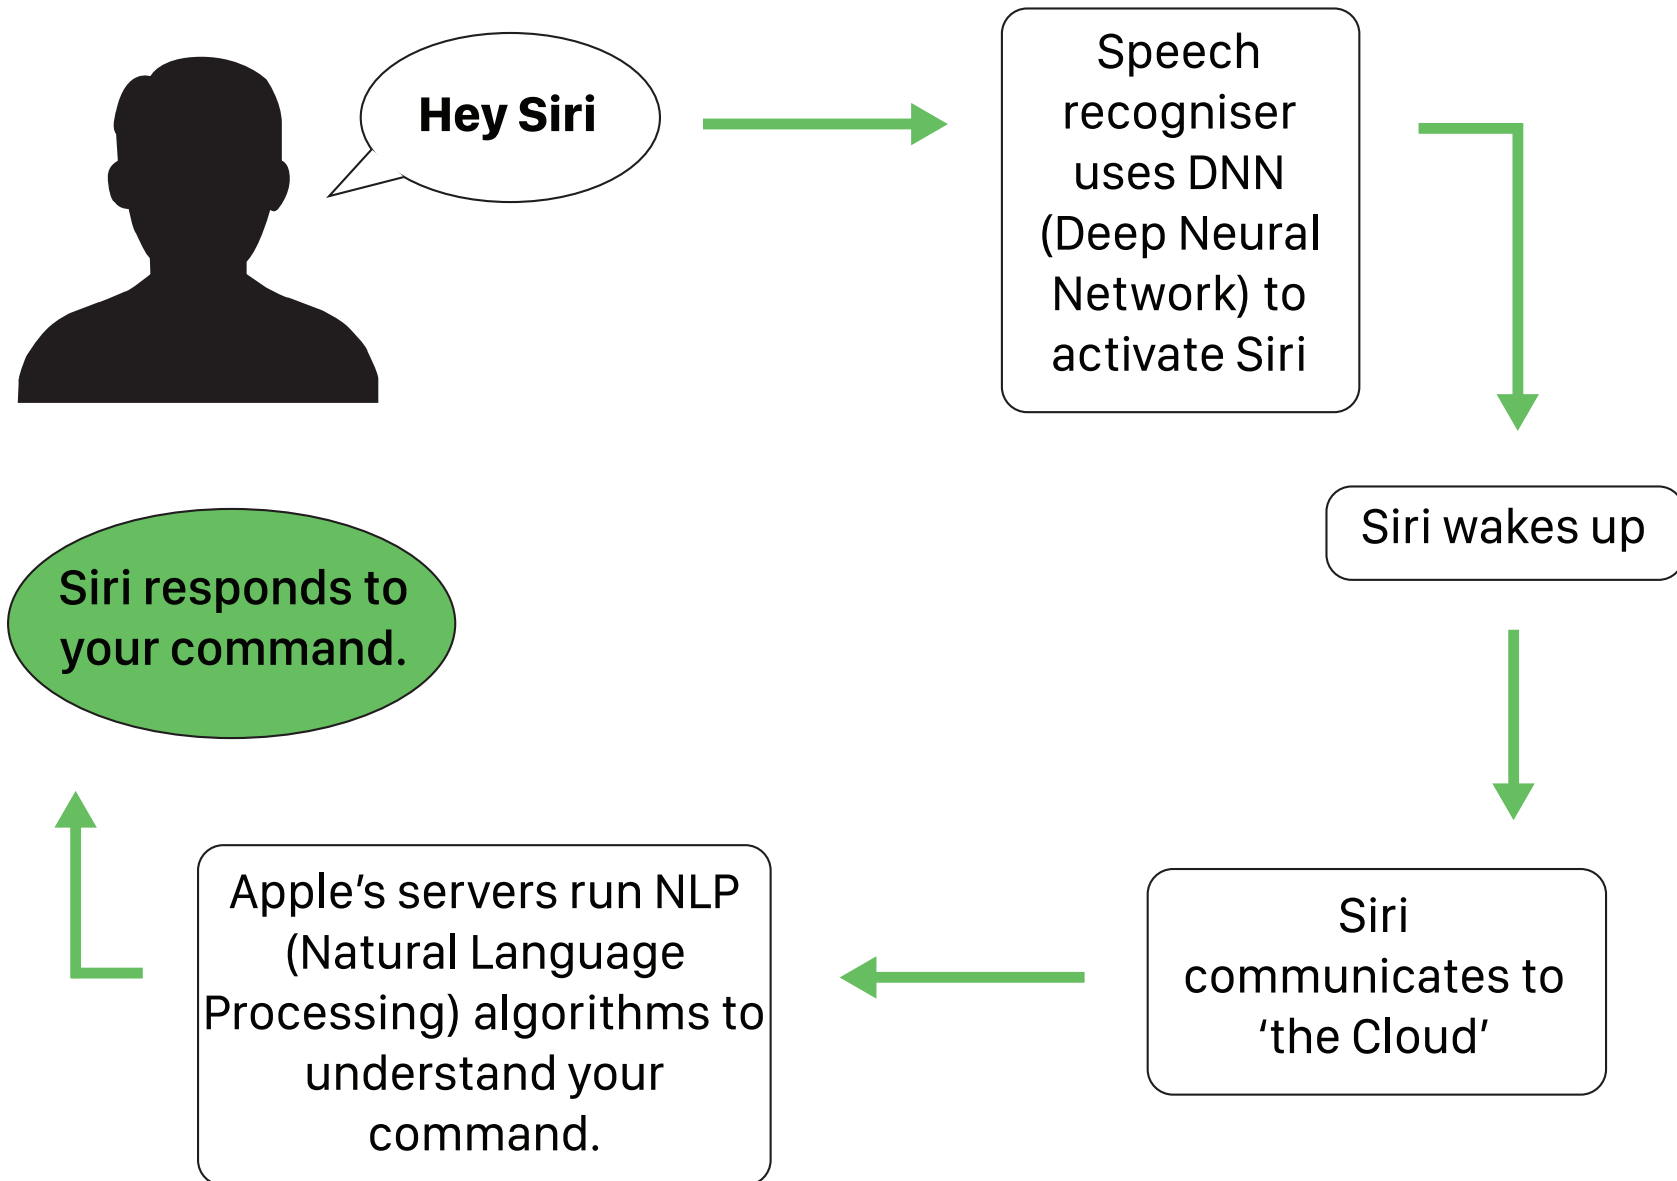 Hey Siri
Speech
recogniser
uses DNN
(Deep Neural
Network) to
activate Siri
Siri wakes up
Siri
communicates to
‘the Cloud’
Apple’s servers run NLP
(Natural Language
Processing) algorithms to
understand your
command.
Siri responds to
your command.